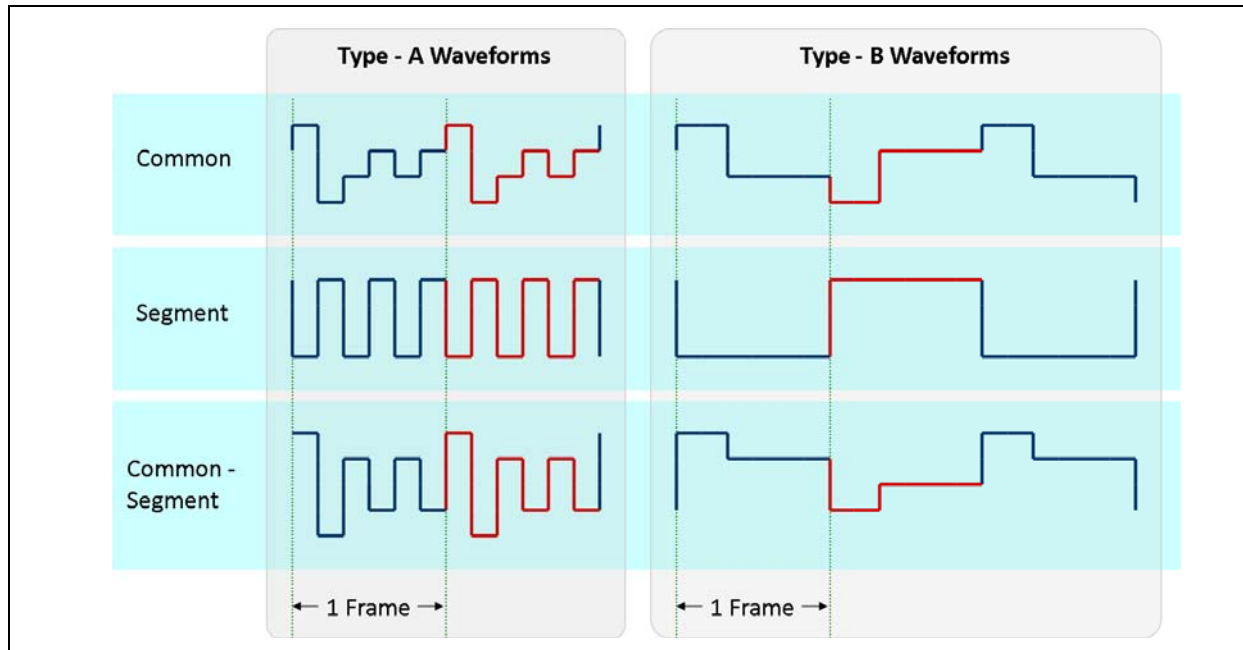 Type - A Waveforms
Type - B Waveforms
Common
Segment
Common -
Segment
1 Frame
1 Frame